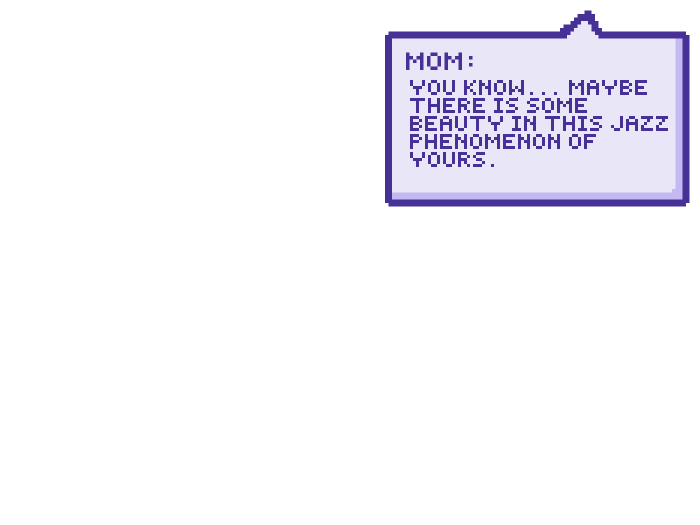 MOM:
YOU KNOW... MAYBE
THERE IS SOME
BEAUTY IN THIS JAZZ
PHENOMENON OF
YOURS.